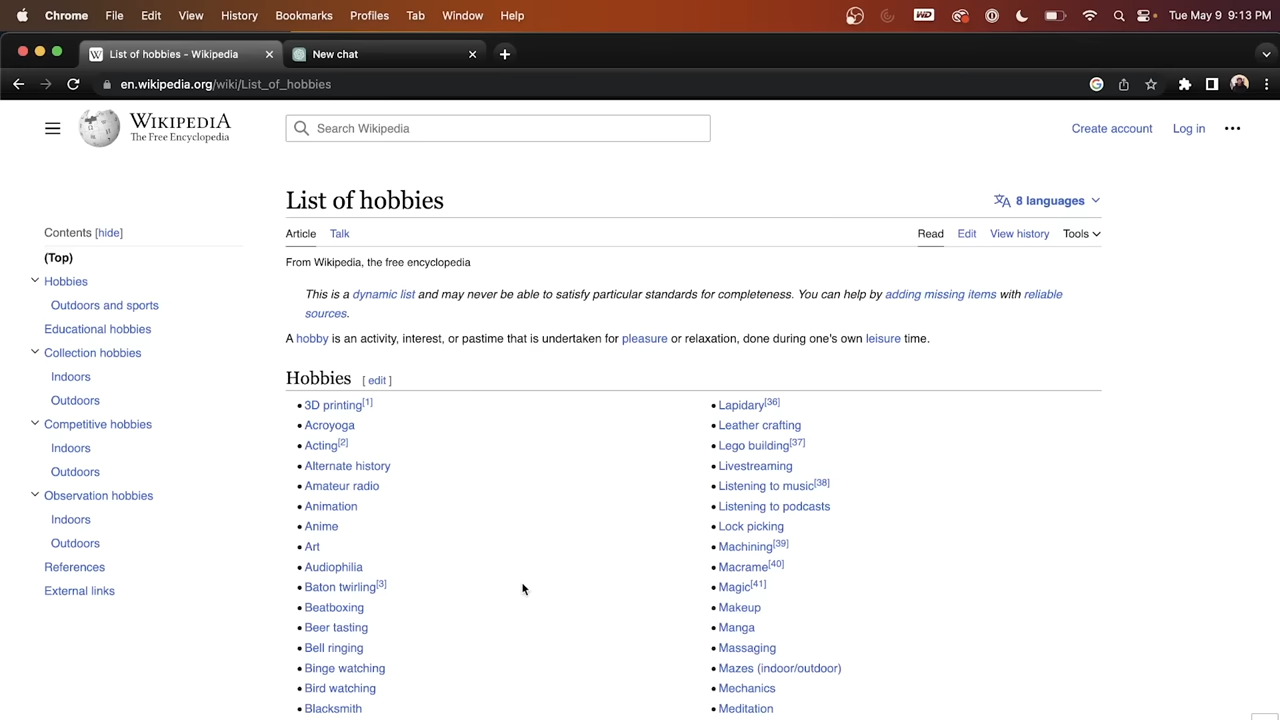 Chrome File Edit View History Bookmarks Profiles Tab Window Help WD Tue May 9 9:13 PM
List of hobbies - Wikipedia New chat
en.wikipedia.org/wiki/List_of_hobbies
WIKIPEDIA
The Free Encyclopedia
Search Wikipedia
Create account Log in
List of hobbies
8 languages
Article Talk Read Edit View history Tools
From Wikipedia, the free encyclopedia
This is a dynamic list and may never be able to satisfy particular standards for completeness. You can help by adding missing items with reliable
sources.
A hobby is an activity, interest, or pastime that is undertaken for pleasure or relaxation, done during one's own leisure time.
Contents [hide]
(Top)
Hobbies
Outdoors and sports
Educational hobbies
Collection hobbies
Indoors
Outdoors
Competitive hobbies
Indoors
Outdoors
Observation hobbies
Indoors
Outdoors
References
External links
Hobbies [ edit ]
• 3D printing[1]
• Acroyoga
• Acting[2]
• Alternate history
• Amateur radio
• Animation
• Anime
• Art
• Audiophilia
• Baton twirling[3]
• Beatboxing
• Beer tasting
• Bell ringing
• Binge watching
• Bird watching
• Blacksmith
• Lapidary[36]
• Leather crafting
• Lego building[37]
• Livestreaming
• Listening to music[38]
• Listening to podcasts
• Lock picking
• Machining[39]
• Macrame[40]
• Magic[41]
• Makeup
• Manga
• Massaging
• Mazes (indoor/outdoor)
• Mechanics
• Meditation